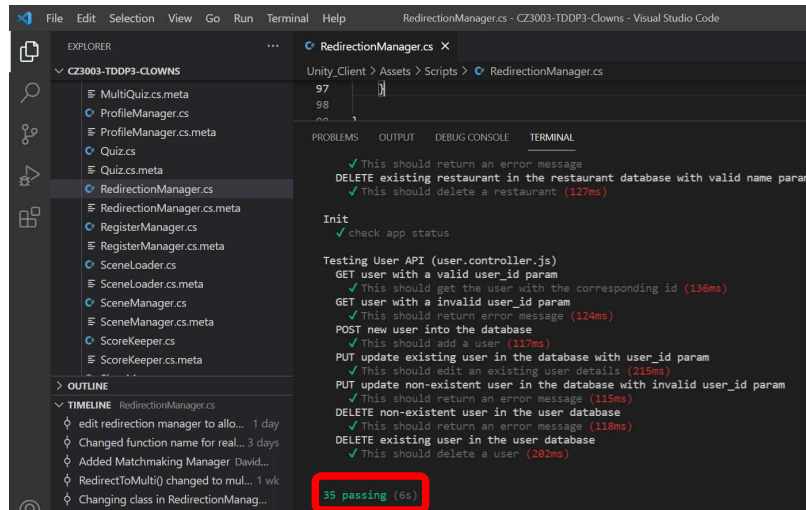 File Edit Selection View Go Run Terminal Help RedirectionManager.cs - CZ3003-TDDP3-Clowns - Visual Studio Code
EXPLORER
CZ3003-TDDP3-CLOWNS
MultiQuiz.cs.meta
ProfileManager.cs
ProfileManager.cs.meta
Quiz.cs
Quiz.cs.meta
RedirectionManager.cs
RedirectionManager.cs.meta
RegisterManager.cs
RegisterManager.cs.meta
SceneLoader.cs
SceneLoader.cs.meta
SceneManager.cs
SceneManager.cs.meta
ScoreKeeper.cs
ScoreKeeper.cs.meta
OUTLINE
TIMELINE RedirectionManager.cs
edit redirection manager to allo... 1 day
Changed function name for real... 3 days
Added Matchmaking Manager David...
RedirectToMulti() changed to mul... 1 wk
Changing class in RedirectionManag...
RedirectionManager.cs
Unity_Client > Assets > Scripts > RedirectionManager.cs
97 }
98
PROBLEMS OUTPUT DEBUG CONSOLE TERMINAL
✓ This should return an error message
DELETE existing restaurant in the restaurant database with valid name param
✓ This should delete a restaurant (127ms)
Init
✓ check app status
Testing User API (user.controller.js)
GET user with a valid user_id param
✓ This should get the user with the corresponding id (136ms)
GET user with a invalid user_id param
✓ This should return error message (124ms)
POST new user into the database
✓ This should add a user (117ms)
PUT update existing user in the database with user_id param
✓ This should edit an existing user details (215ms)
PUT update non-existent user in the database with invalid user_id param
✓ This should return an error message (115ms)
DELETE non-existent user in the user database
✓ This should return an error message (118ms)
DELETE existing user in the user database
✓ This should delete a user (202ms)
35 passing (6s)